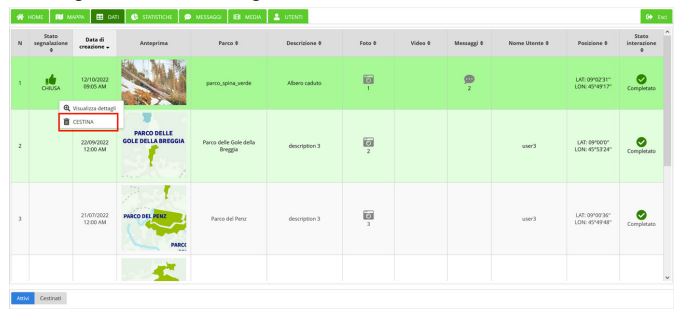 HOME MAPPA DATI STATISTICHE MESSAGGI MEDIA UTENTI Esci
N Stato segnalazione Data di creazione Anteprima Parco Descrizione Foto Video Messaggi Nome Utente Posizione Stato interazione
1 CHIUSA 12/10/2022 09:05 AM parco_spina_verde Albero caduto 1 2 LAT: 09°02'31" LON: 45°49'17" Completato
Visualizza dettagli
CESTINA
2 22/09/2022 12:00 AM PARCO DELLE GOLE DELLA BREGGIA Parco delle Gole della Breggia description 3 2 user3 LAT: 09°00'0" LON: 45°53'24" Completato
3 21/07/2022 12:00 AM PARCO DEL PENZ PARCO Parco del Penz description 3 3 user3 LAT: 09°00'36" LON: 45°49'48" Completato
Attivi Cestinati